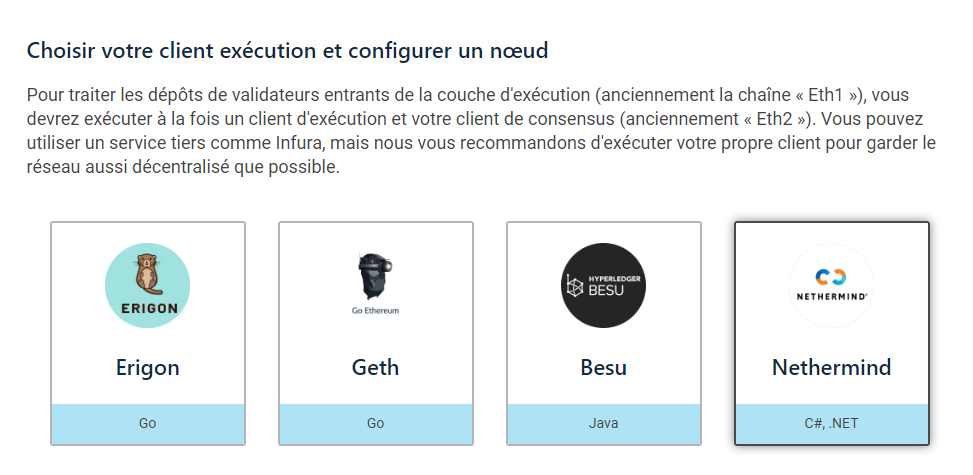 Choisir votre client exécution et configurer un nœud
Pour traiter les dépôts de validateurs entrants de la couche d'exécution (anciennement la chaîne « Eth1 »), vous
devrez exécuter à la fois un client d'exécution et votre client de consensus (anciennement « Eth2 »). Vous pouvez
utiliser un service tiers comme Infura, mais nous vous recommandons d'exécuter votre propre client pour garder le
réseau aussi décentralisé que possible.
ERIGON
Erigon
Go
Go Ethereum
Geth
Go
HYPERLEDGER
BESU
Besu
Java
NETHERMIND
Nethermind
C#, .NET